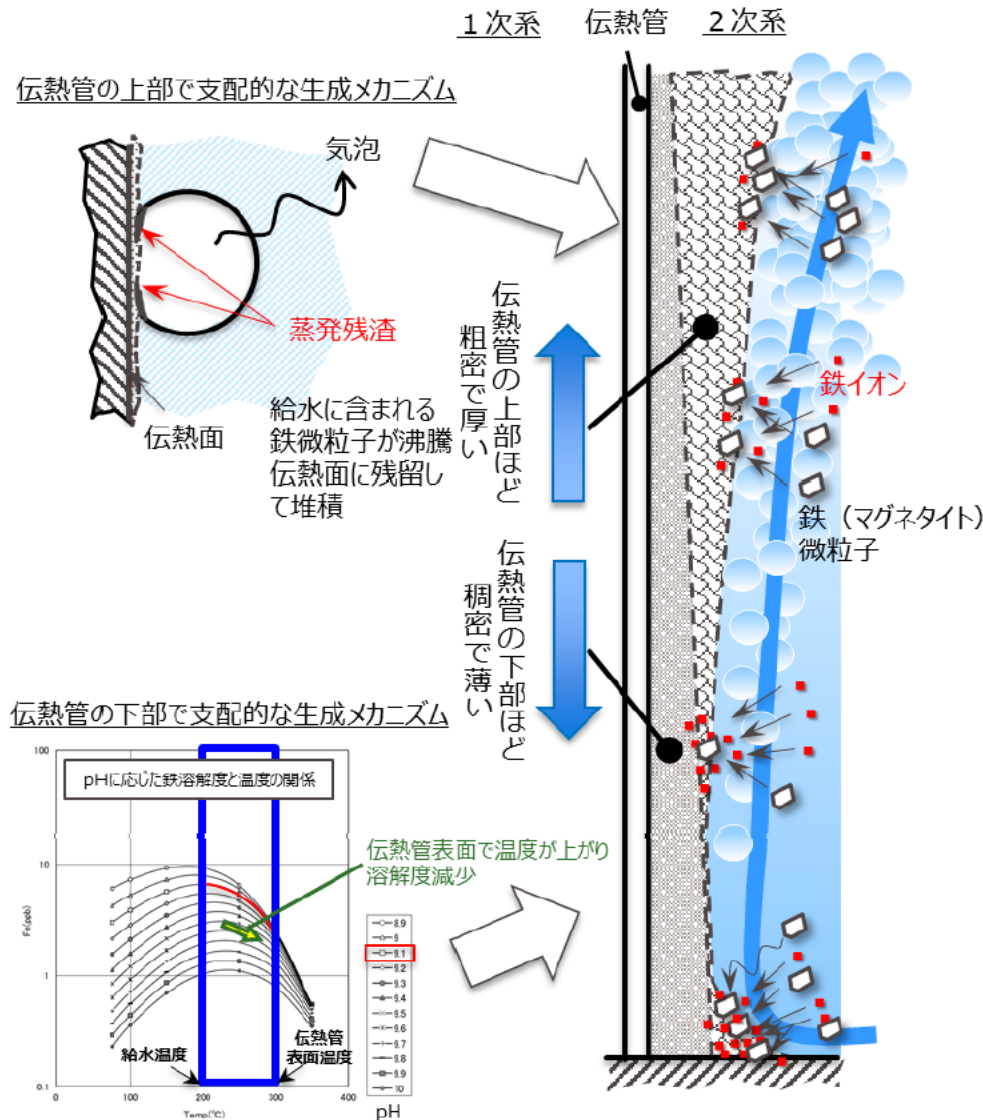 1次系
伝熱管
2次系
伝熱管の上部で支配的な生成メカニズム
気泡
蒸発残渣
伝熱面
給水に含まれる
鉄微粒子が沸騰
伝熱面に残留し
て堆積
伝熱管の上部ほど
粗密で厚い
鉄イオン
鉄（マグネタイト）
微粒子
伝熱管の下部ほど
稠密で薄い
伝熱管の下部で支配的な生成メカニズム
pHに応じた鉄溶解度と温度の関係
伝熱管表面で温度が上がり
溶解度減少
100
10
1
0.1
Fe(ppb)
0
100
200
300
400
Temp(℃)
給水温度
伝熱管
表面温度
8.9
9
9.1
9.2
9.3
9.4
9.5
9.6
9.7
9.8
9.9
10
pH